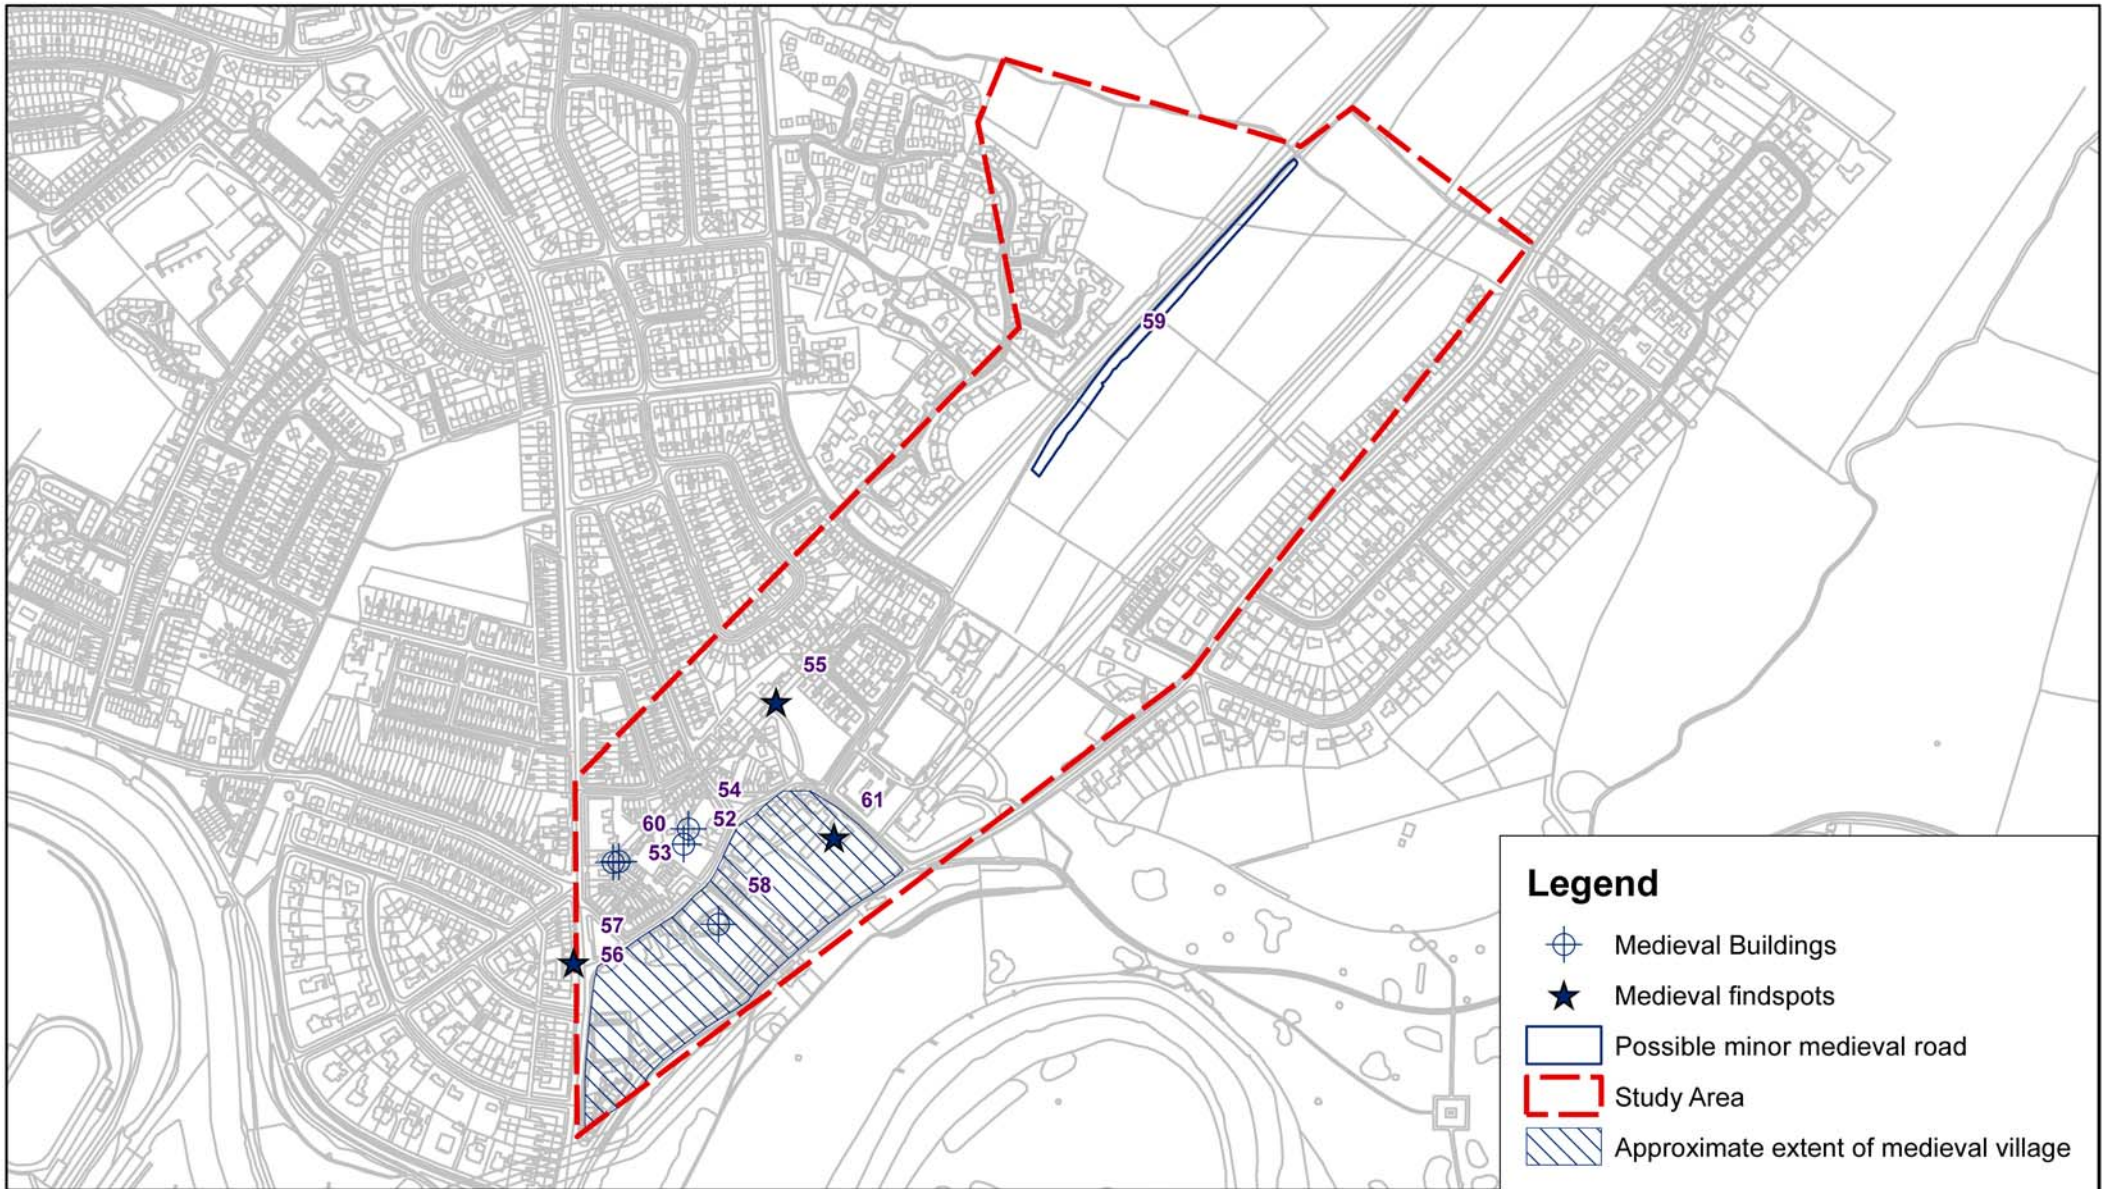 59
55
54
61
52
60
53
58
57
56
Legend
Medieval Buildings
Medieval findspots
Possible minor medieval road
Study Area
Approximate extent of medieval village